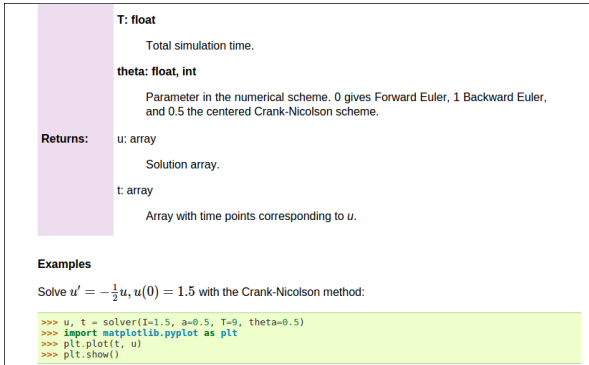 T: float
Total simulation time.
theta: float, int
Parameter in the numerical scheme. 0 gives Forward Euler, 1 Backward Euler,
and 0.5 the centered Crank-Nicolson scheme.
Returns: u: array
Solution array.
t: array
Array with time points corresponding to u.
Examples
Solve u′ = −½u, u(0) = 1.5 with the Crank-Nicolson method:
>>> u, t = solver(I=1.5, a=0.5, T=9, theta=0.5)
>>> import matplotlib.pyplot as plt
>>> plt.plot(t, u)
>>> plt.show()